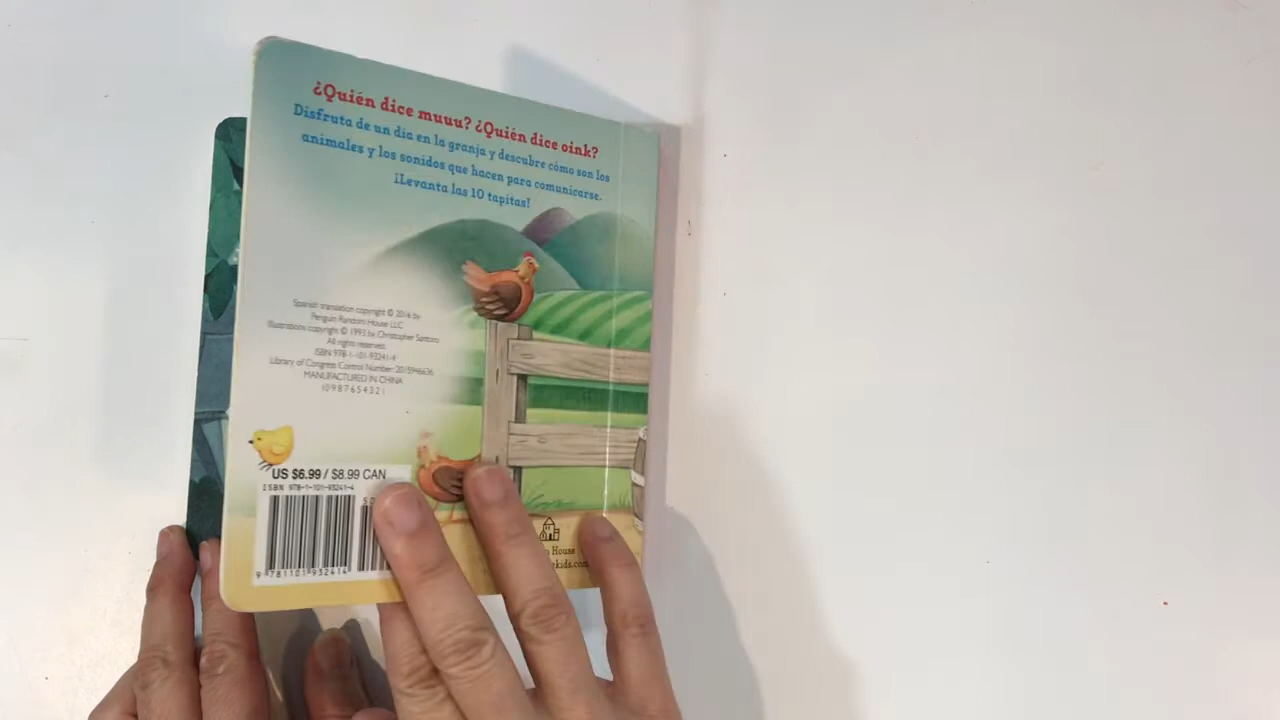 ¿Quién dice muuu? ¿Quién dice oink?
Disfruta de un día en la granja y descubre cómo son los
animales y los sonidos que hacen para comunicarse.
¡Levanta las 10 tapitas!
Spanish translation copyright © 2016 by
Penguin Random House LLC
Illustrations copyright © 1993 by Christopher Santoro
All rights reserved.
ISBN 978-1-101-93241-4
Library of Congress Control Number: 2015946636
MANUFACTURED IN CHINA
10 9 8 7 6 5 4 3 2 1
US $6.99 / $8.99 CAN
ISBN 978-1-101-93241-4
9 781101 932414
House
kids.com